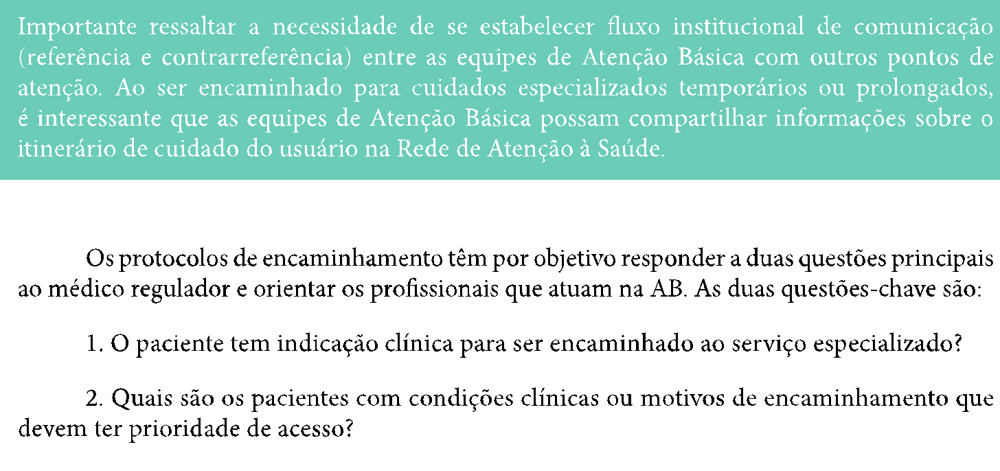 Importante ressaltar a necessidade de se estabelecer fluxo institucional de comunicação
(referência e contrarreferência) entre as equipes de Atenção Básica com outros pontos de
atenção. Ao ser encaminhado para cuidados especializados temporários ou prolongados,
é interessante que as equipes de Atenção Básica possam compartilhar informações sobre o
itinerário de cuidado do usuário na Rede de Atenção à Saúde.
Os protocolos de encaminhamento têm por objetivo responder a duas questões principais
ao médico regulador e orientar os profissionais que atuam na AB. As duas questões-chave são:
1. O paciente tem indicação clínica para ser encaminhado ao serviço especializado?
2. Quais são os pacientes com condições clínicas ou motivos de encaminhamento que
devem ter prioridade de acesso?